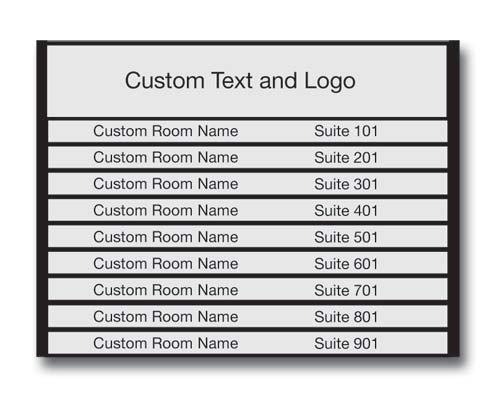 Custom Text and Logo
Custom Room Name Suite 101
Custom Room Name Suite 201
Custom Room Name Suite 301
Custom Room Name Suite 401
Custom Room Name Suite 501
Custom Room Name Suite 601
Custom Room Name Suite 701
Custom Room Name Suite 801
Custom Room Name Suite 901